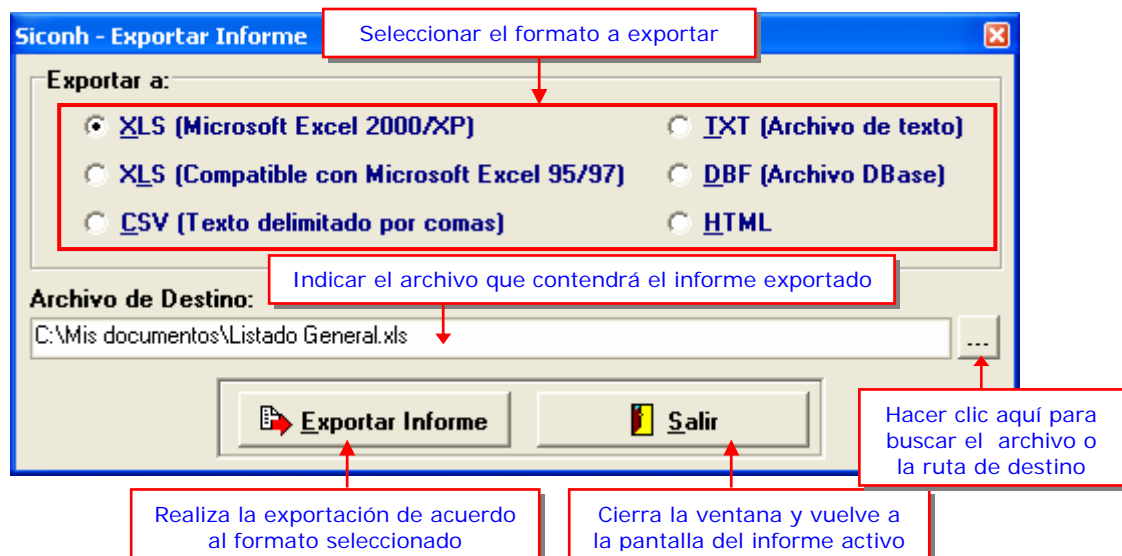 Siconh - Exportar Informe
Seleccionar el formato a exportar
Exportar a:
XLS (Microsoft Excel 2000/XP)
TXT (Archivo de texto)
XLS (Compatible con Microsoft Excel 95/97)
DBF (Archivo DBase)
CSV (Texto delimitado por comas)
HTML
Indicar el archivo que contendrá el informe exportado
Archivo de Destino:
C:\Mis documentos\Listado General.xls
...
Exportar Informe
Salir
Hacer clic aquí para
buscar el archivo o
la ruta de destino
Realiza la exportación de acuerdo
al formato seleccionado
Cierra la ventana y vuelve a
la pantalla del informe activo